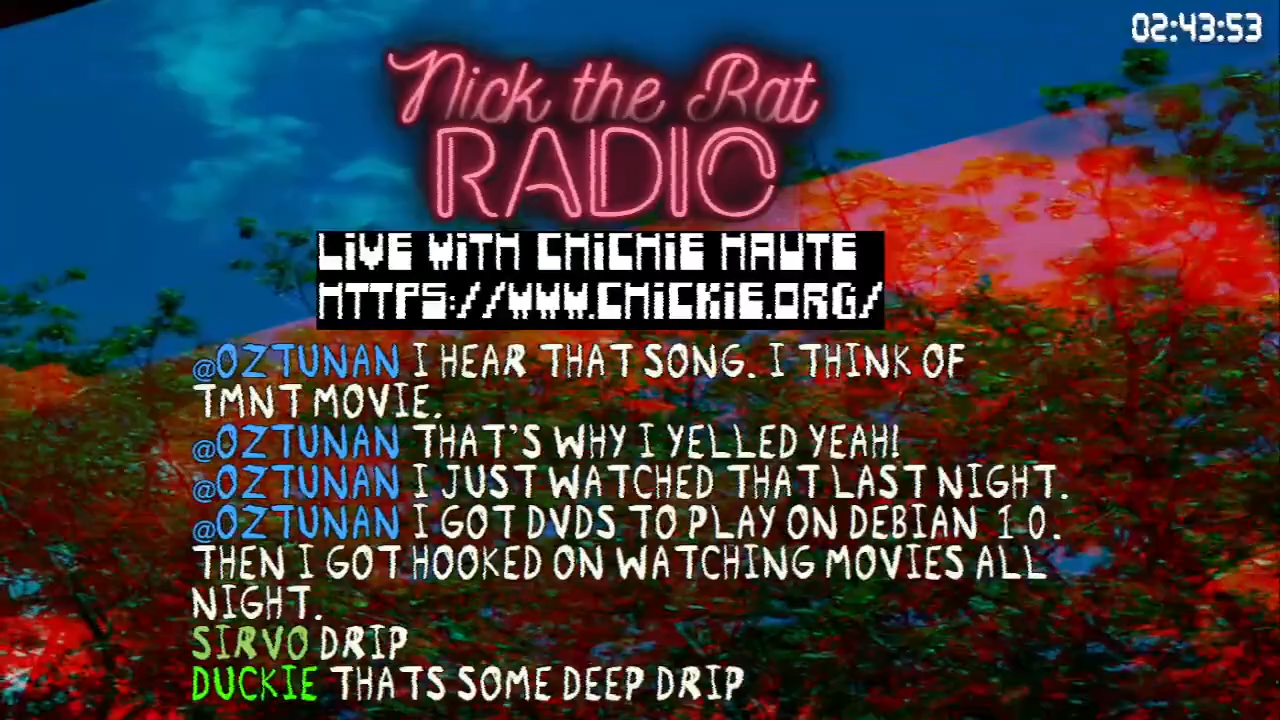 02:43:53
Nick the Rat
RADIO
LIVE WITH CHICHIE HAUTE
HTTPS://WWW.CHICKIE.ORG/
@OZTUNAN I HEAR THAT SONG. I THINK OF
TMNT MOVIE.
@OZTUNAN THAT'S WHY I YELLED YEAH!
@OZTUNAN I JUST WATCHED THAT LAST NIGHT.
@OZTUNAN I GOT DVDS TO PLAY ON DEBIAN 10.
THEN I GOT HOOKED ON WATCHING MOVIES ALL
NIGHT.
SIRVO DRIP
DUCKIE THATS SOME DEEP DRIP